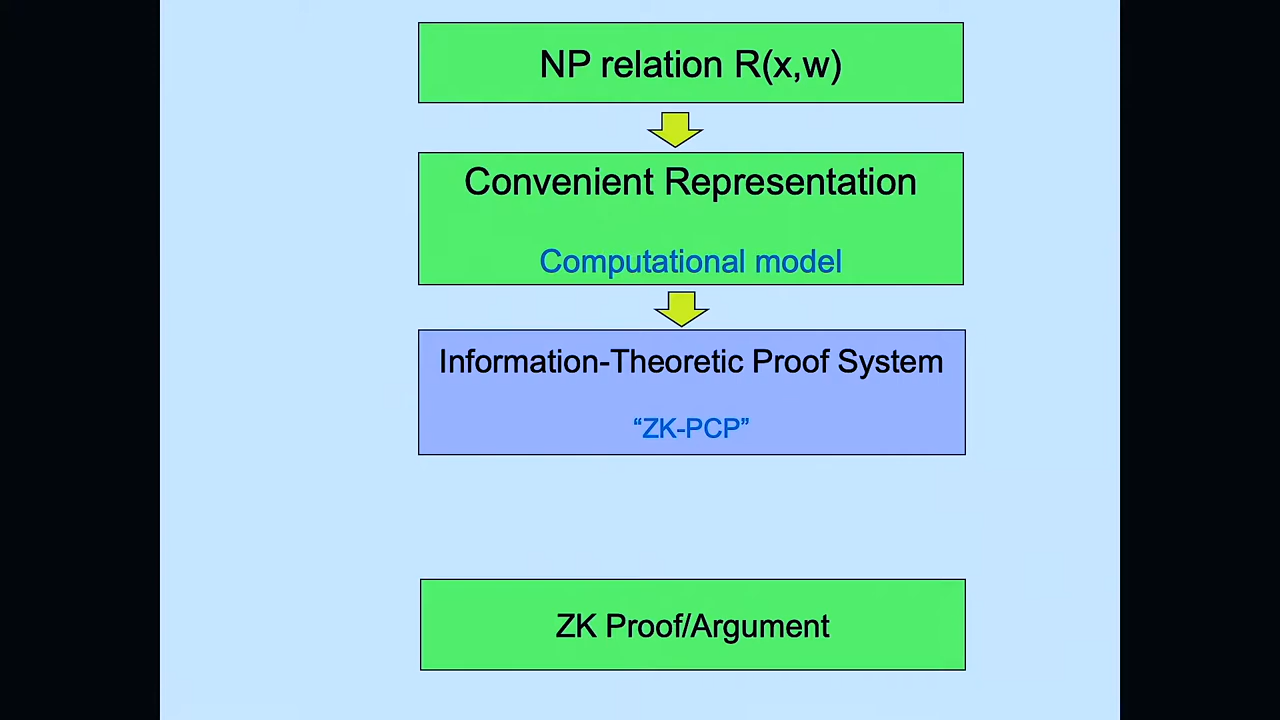 NP relation R(x,w)
Convenient Representation
Computational model
Information-Theoretic Proof System
“ZK-PCP”
ZK Proof/Argument